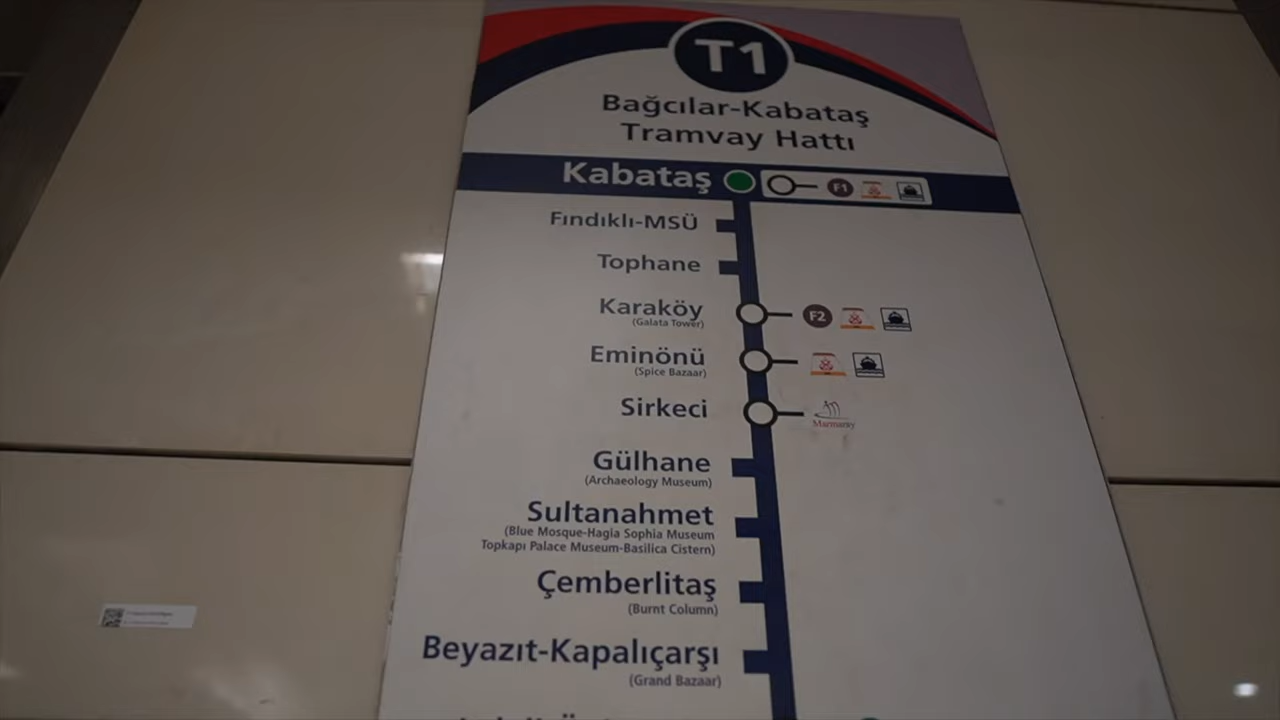 T1
Bağcılar-Kabataş
Tramvay Hattı
Kabataş
F1
Fındıklı-MSÜ
Tophane
Karaköy
(Galata Tower)
F2
Eminönü
(Spice Bazaar)
Sirkeci
Marmaray
Gülhane
(Archaeology Museum)
Sultanahmet
(Blue Mosque-Hagia Sophia Museum
Topkapı Palace Museum-Basilica Cistern)
Çemberlitaş
(Burnt Column)
Beyazıt-Kapalıçarşı
(Grand Bazaar)